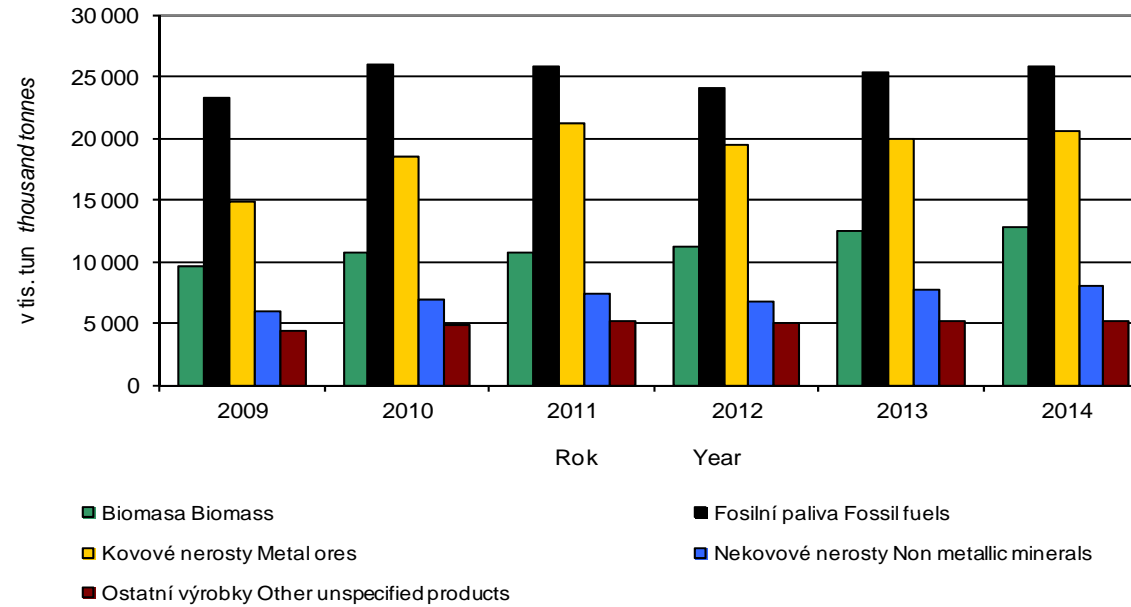 30 000
25 000
20 000
15 000
10 000
5 000
0
v tis. tun thousand tonnes
2009 2010 2011 2012 2013 2014
Rok Year
Biomasa Biomass
Fosilní paliva Fossil fuels
Kovové nerosty Metal ores
Nekovové nerosty Non metallic minerals
Ostatní výrobky Other unspecified products